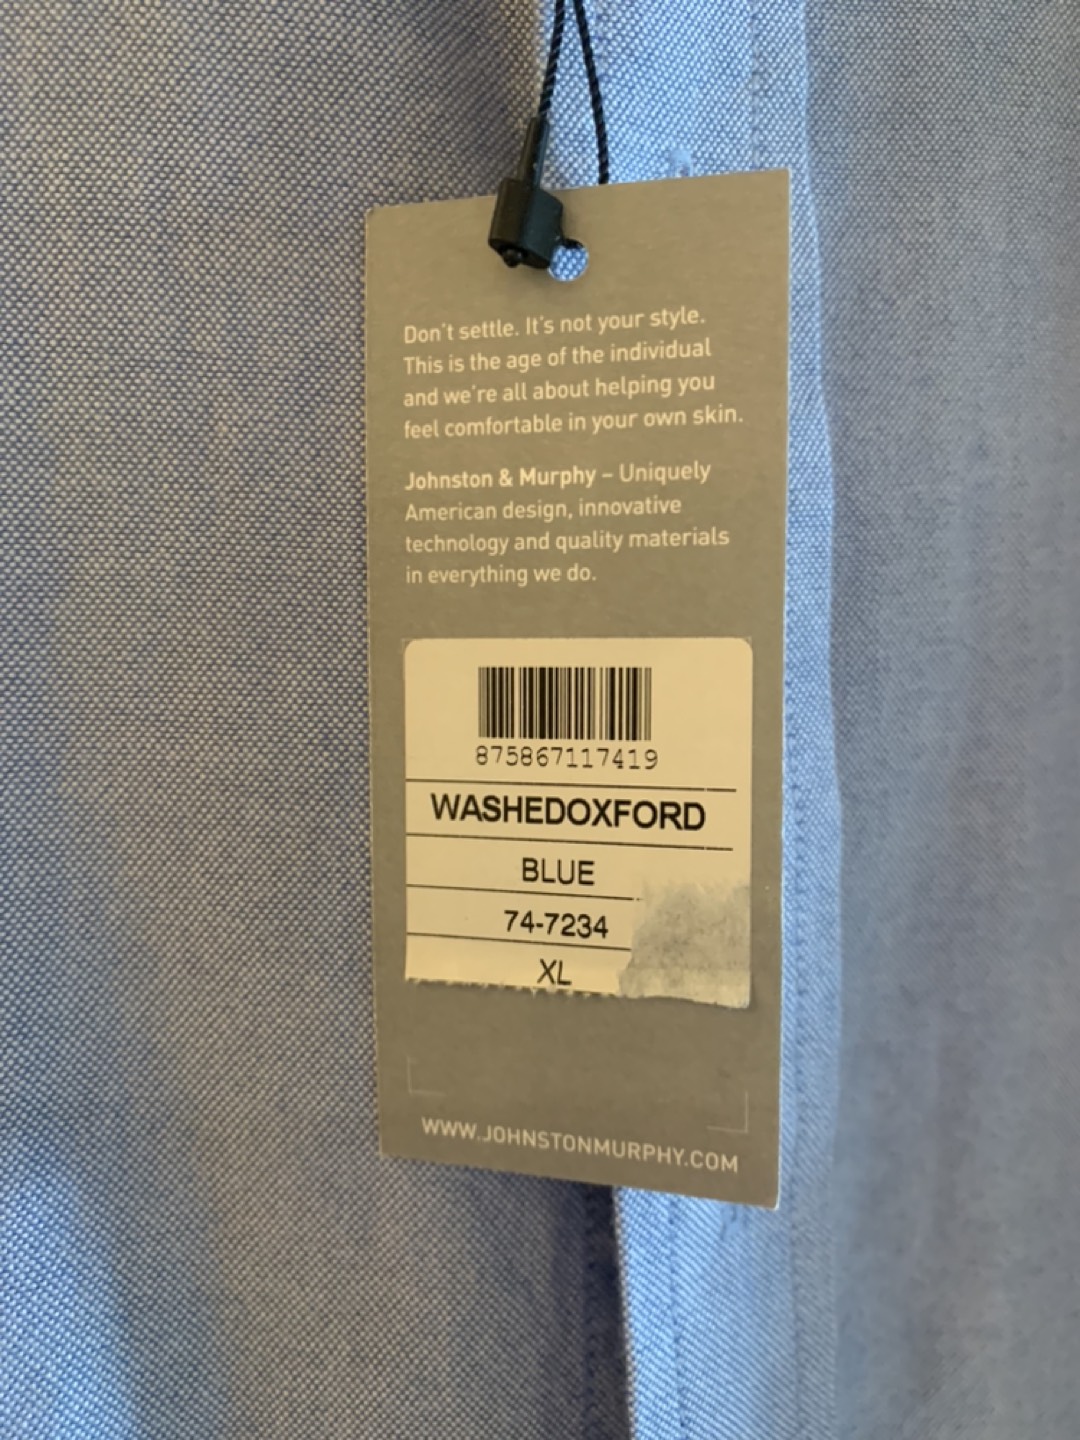 Don't settle. It's not your style.
This is the age of the individual
and we're all about helping you
feel comfortable in your own skin.
Johnston & Murphy – Uniquely
American design, innovative
technology and quality materials
in everything we do.
875867117419
WASHEDOXFORD
BLUE
74-7234
XL
WWW.JOHNSTONMURPHY.COM